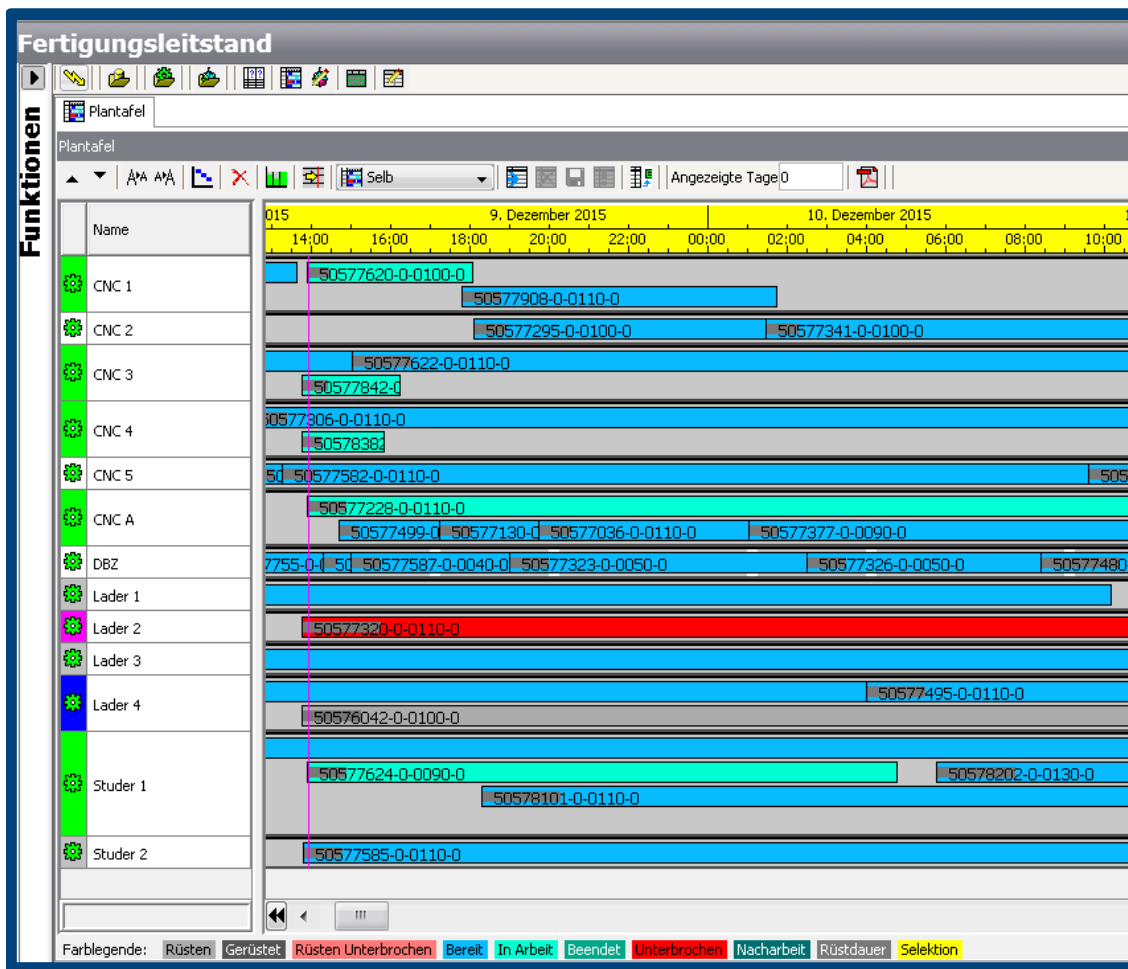 Fertigungsleitstand
Funktionen
Plantafel
Plantafel
Selb
Angezeigte Tage 0
Name
015 9. Dezember 2015 10. Dezember 2015 1
14:00 16:00 18:00 20:00 22:00 00:00 02:00 04:00 06:00 08:00 10:00
CNC 1
50577620-0-0100-0
50577908-0-0110-0
CNC 2
50577295-0-0100-0 50577341-0-0100-0
CNC 3
50577622-0-0110-0
50577842-0
CNC 4
50577306-0-0110-0
50578382
CNC 5
50 50577582-0-0110-0 505
CNC A
50577228-0-0110-0
50577499-0 50577130-0 50577036-0-0110-0 50577377-0-0090-0
DBZ
7755-0-0 50 50577587-0-0040-0 50577323-0-0050-0 50577326-0-0050-0 50577480
Lader 1
Lader 2
50577320-0-0110-0
Lader 3
Lader 4
50577495-0-0110-0
50576042-0-0100-0
Studer 1
50577624-0-0090-0 50578202-0-0130-0
50578101-0-0110-0
Studer 2
50577585-0-0110-0
Farblegende: Rüsten Gerüstet Rüsten Unterbrochen Bereit In Arbeit Beendet Unterbrochen Nacharbeit Rüstdauer Selektion